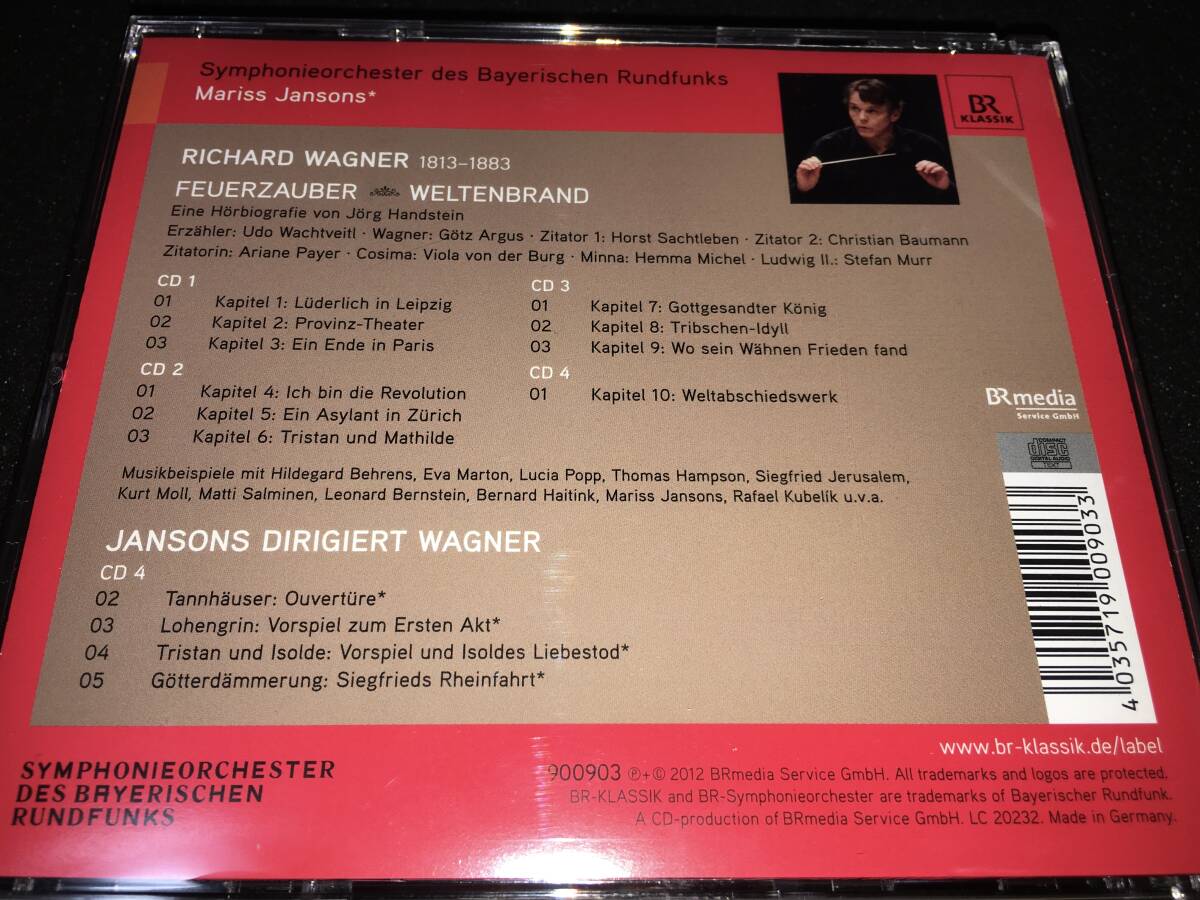 Symphonieorchester des Bayerischen Rundfunks
Mariss Jansons*
BR
KLASSIK
RICHARD WAGNER 1813–1883
FEUERZAUBER WELTENBRAND
Eine Hörbiografie von Jörg Handstein
Erzähler: Udo Wachtveitl · Wagner: Götz Argus · Zitator 1: Horst Sachtleben · Zitator 2: Christian Baumann
Zitatorin: Ariane Payer · Cosima: Viola von der Burg · Minna: Hemma Michel · Ludwig II.: Stefan Murr
CD 1
01 Kapitel 1: Lüderlich in Leipzig
02 Kapitel 2: Provinz-Theater
03 Kapitel 3: Ein Ende in Paris
CD 2
01 Kapitel 4: Ich bin die Revolution
02 Kapitel 5: Ein Asylant in Zürich
03 Kapitel 6: Tristan und Mathilde
CD 3
01 Kapitel 7: Gottgesandter König
02 Kapitel 8: Tribschen-Idyll
03 Kapitel 9: Wo sein Wähnen Frieden fand
CD 4
01 Kapitel 10: Weltabschiedswerk
BRmedia
Service GmbH
COMPACT
disc
DIGITAL AUDIO
TEXT
Musikbeispiele mit Hildegard Behrens, Eva Marton, Lucia Popp, Thomas Hampson, Siegfried Jerusalem,
Kurt Moll, Matti Salminen, Leonard Bernstein, Bernard Haitink, Mariss Jansons, Rafael Kubelík u.v.a.
JANSONS DIRIGIERT WAGNER
CD 4
02 Tannhäuser: Ouvertüre*
03 Lohengrin: Vorspiel zum Ersten Akt*
04 Tristan und Isolde: Vorspiel und Isoldes Liebestod*
05 Götterdämmerung: Siegfrieds Rheinfahrt*
4 035719 009033
www.br-klassik.de/label
SYMPHONIEORCHESTER
DES BAYERISCHEN
RUNDFUNKS
900903 ℗+© 2012 BRmedia Service GmbH. All trademarks and logos are protected.
BR-KLASSIK and BR-Symphonieorchester are trademarks of Bayerischer Rundfunk.
A CD-production of BRmedia Service GmbH. LC 20232. Made in Germany.